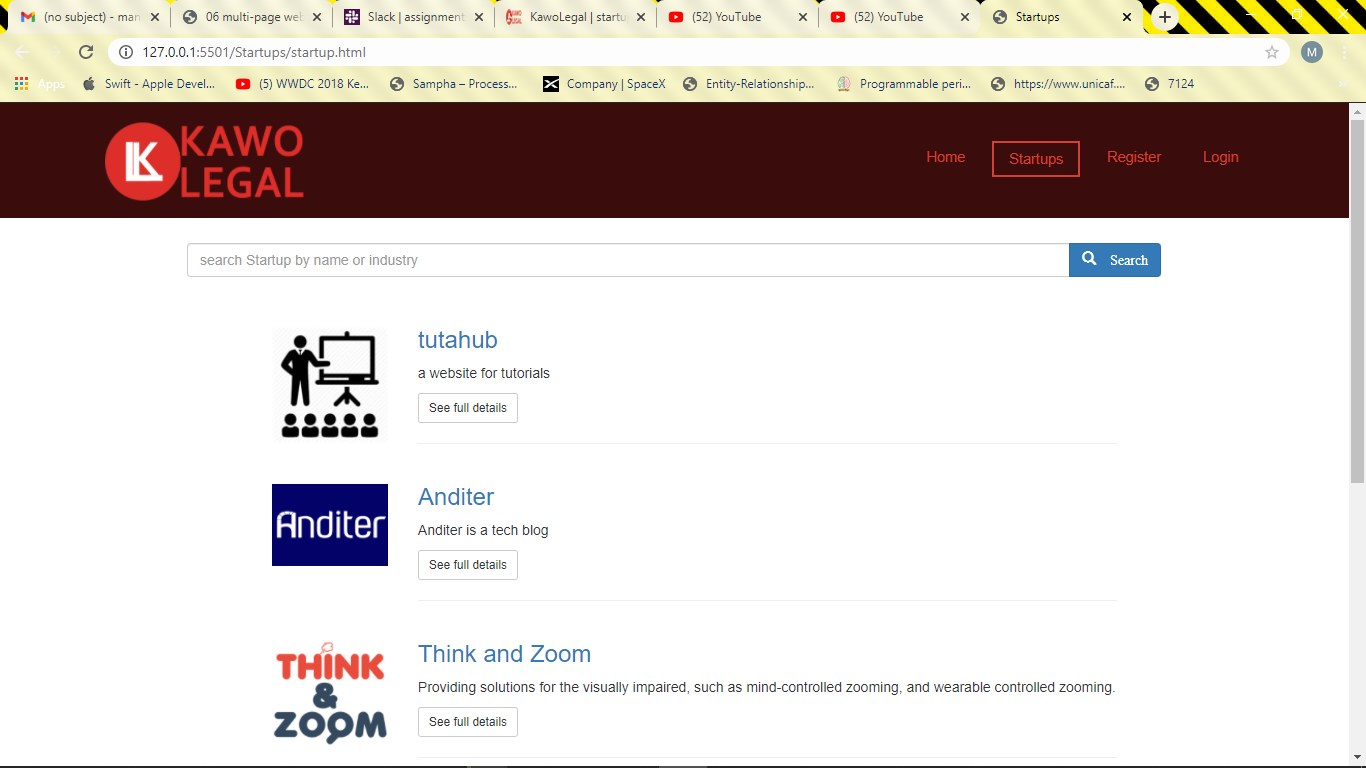 (no subject) - man
06 multi-page web
Slack | assignment
KawoLegal | startu
(52) YouTube
(52) YouTube
Startups
127.0.0.1:5501/Startups/startup.html
M
Apps
Swift - Apple Devel...
(5) WWDC 2018 Ke...
Sampha – Process...
Company | SpaceX
Entity-Relationship...
Programmable peri...
https://www.unicaf....
7124
KAWO
LEGAL
Home
Startups
Register
Login
search Startup by name or industry
Search
tutahub
a website for tutorials
See full details
Anditer
Anditer
Anditer is a tech blog
See full details
THINK
&
ZOOM
Think and Zoom
Providing solutions for the visually impaired, such as mind-controlled zooming, and wearable controlled zooming.
See full details